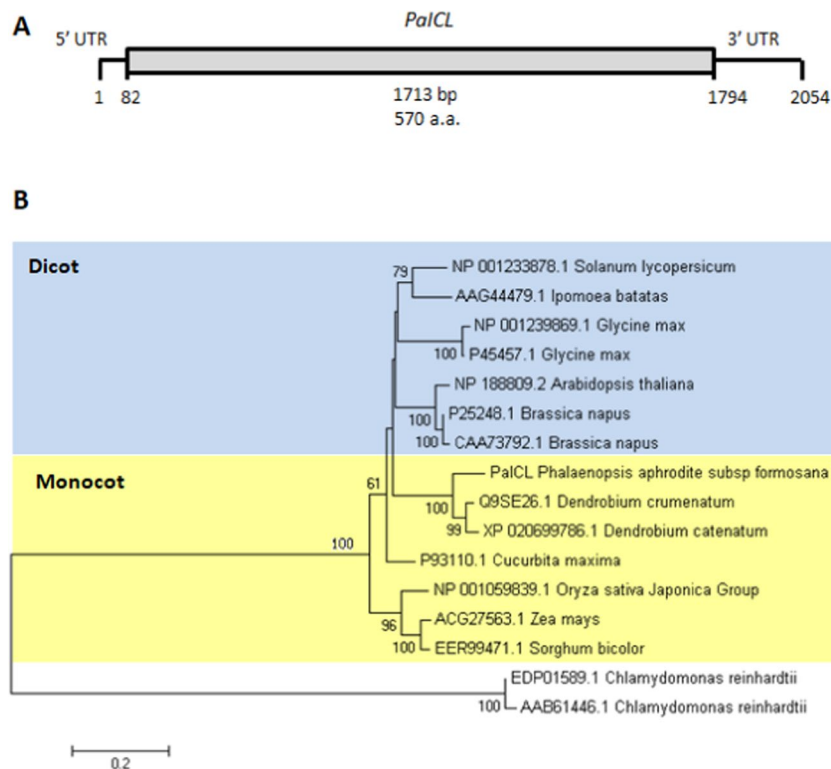 A
PaICL
5' UTR
3' UTR
1
82
1713 bp
1794
2054
570 a.a.
B
Dicot
79
NP 001233878.1 Solanum lycopersicum
AAG44479.1 Ipomoea batatas
NP 001239869.1 Glycine max
100
P45457.1 Glycine max
NP 188809.2 Arabidopsis thaliana
100
P25248.1 Brassica napus
100
CAA73792.1 Brassica napus
Monocot
61
PaICL Phalaenopsis aphrodite subsp formosana
100
Q9SE26.1 Dendrobium crumenatum
99
XP 020699786.1 Dendrobium catenatum
100
P93110.1 Cucurbita maxima
NP 001059839.1 Oryza sativa Japonica Group
96
ACG27563.1 Zea mays
100
EER99471.1 Sorghum bicolor
EDP01589.1 Chlamydomonas reinhardtii
100
AAB61446.1 Chlamydomonas reinhardtii
0.2